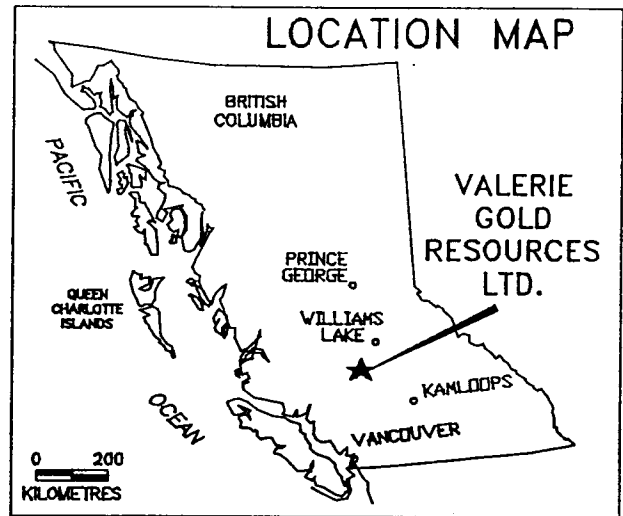 LOCATION MAP
BRITISH
COLUMBIA
PACIFIC
VALERIE
GOLD
RESOURCES
LTD.
PRINCE
GEORGE
QUEEN
CHARLOTTE
ISLANDS
WILLIAMS
LAKE
KAMLOOPS
OCEAN
VANCOUVER
0 200
KILOMETRES